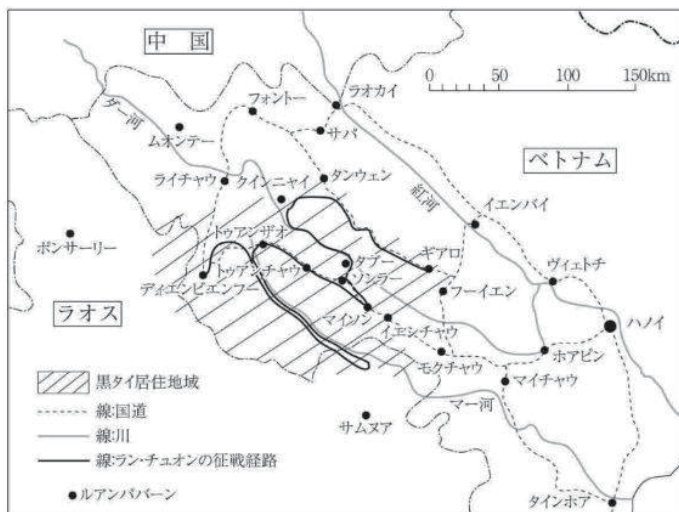 中 国
ラオカイ
0 50 100 150km
フォントー
サパ
ダー河
ムオンテー
ベトナム
ライチャウ
クインニャイ
タンウェン
紅河
イエンバイ
ポンサーリー
トゥアンザオ
ギアロ
ヴィェトチ
タブー
トゥアンチャウ
ソンラー
フーイエン
ディエンビエンフー
ハノイ
ラオス
マイソン
イエンチャウ
ホアビン
モクチャウ
マイチャウ
黒タイ居住地域
線:国道
マー河
線:川
サムヌア
線:ラン・チュオンの征戦経路
ルアンパバーン
タインホア